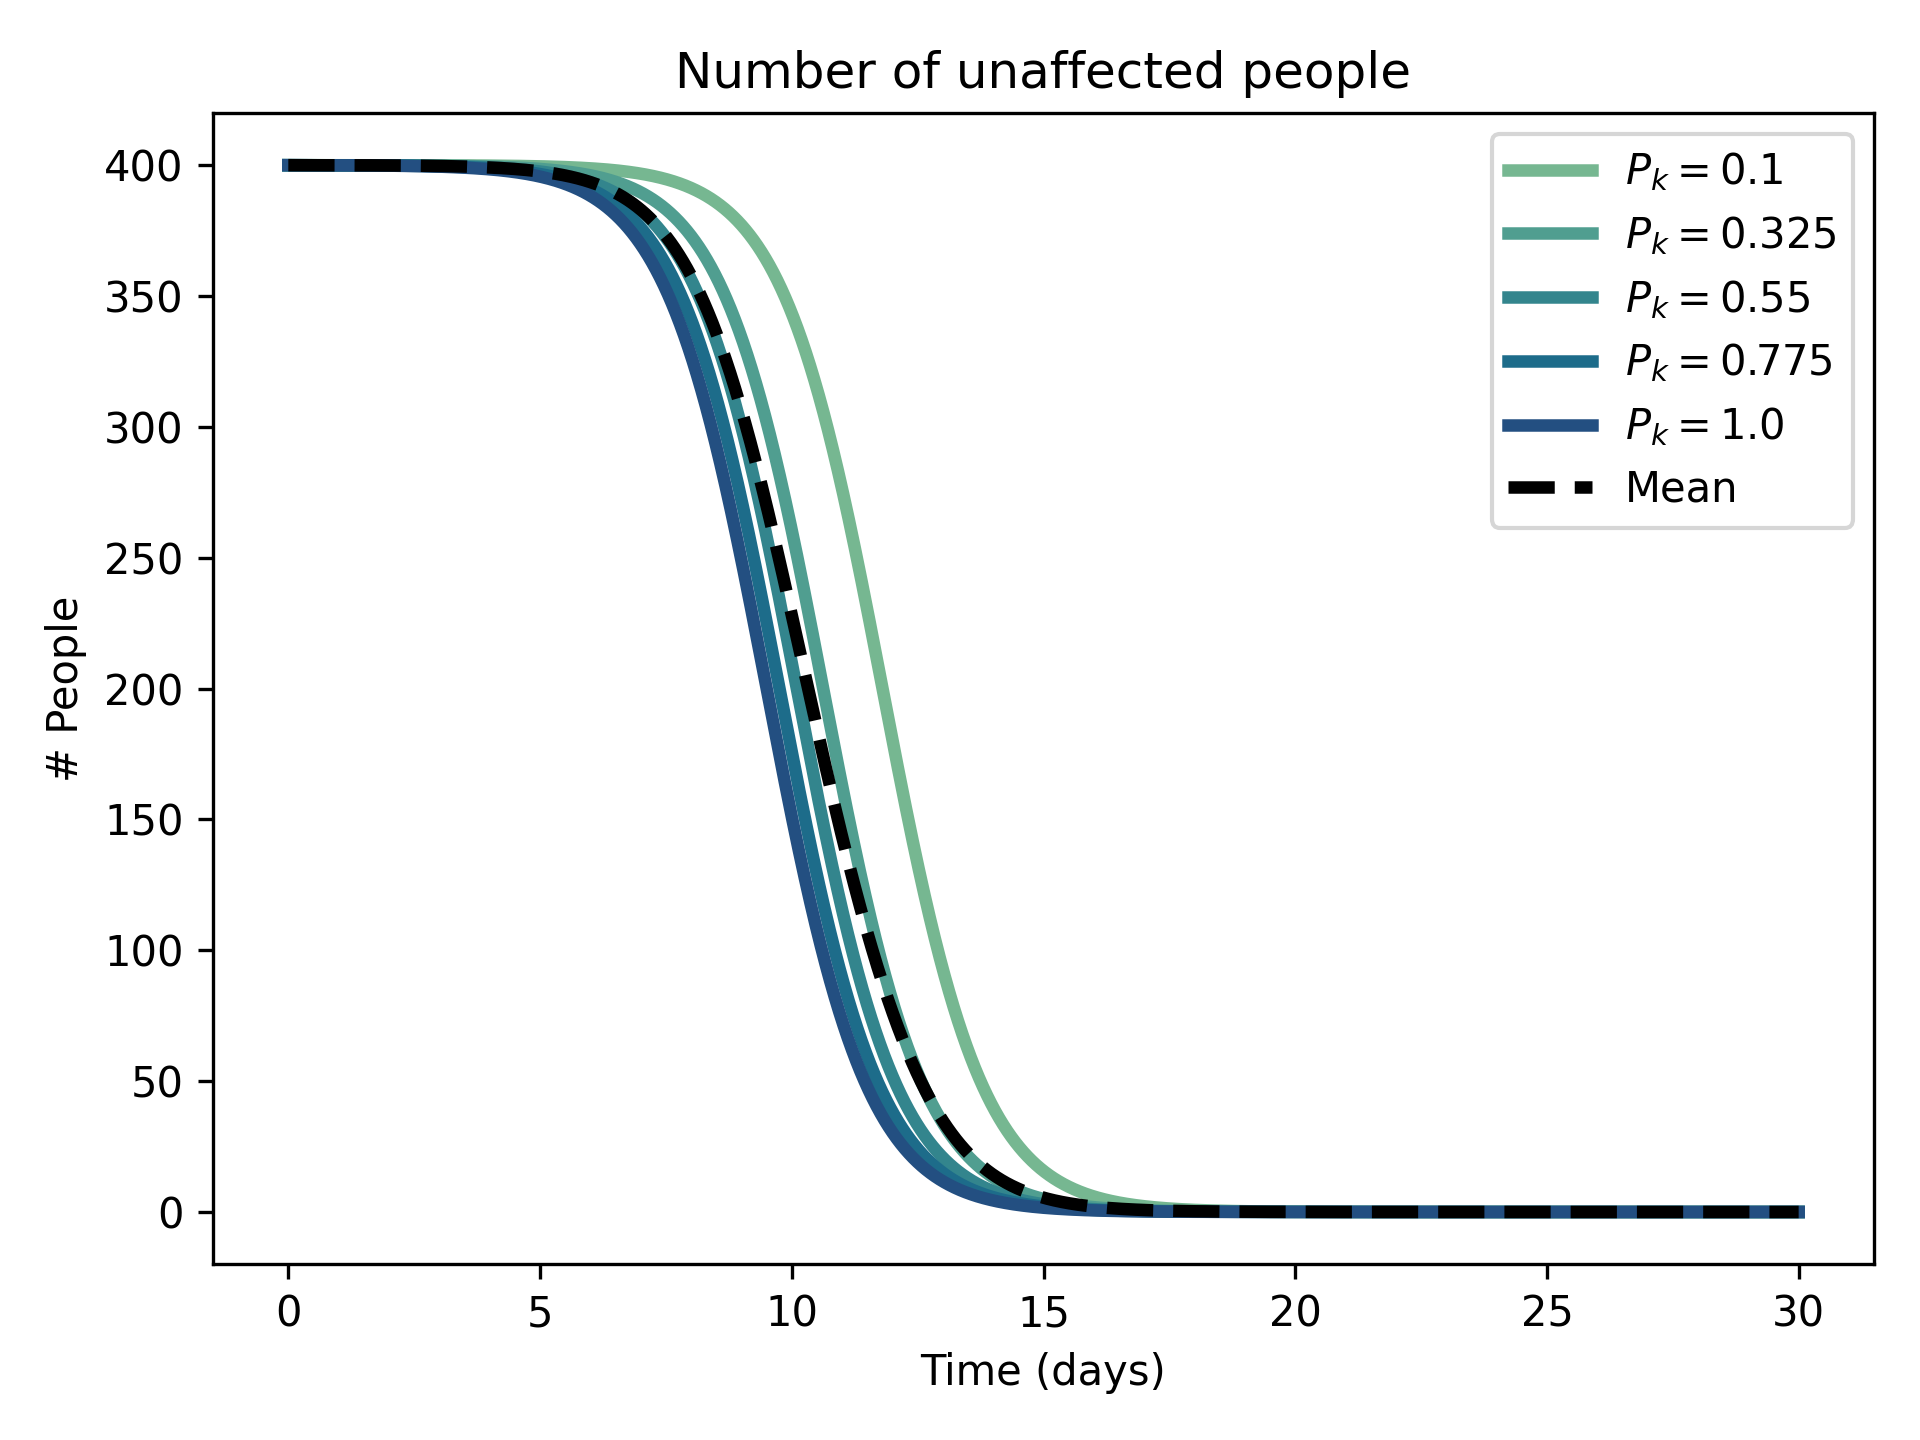 Number of unaffected people
400
350
300
250
200
150
100
50
0
# People
0 5 10 15 20 25 30
Time (days)
P_k = 0.1
P_k = 0.325
P_k = 0.55
P_k = 0.775
P_k = 1.0
Mean